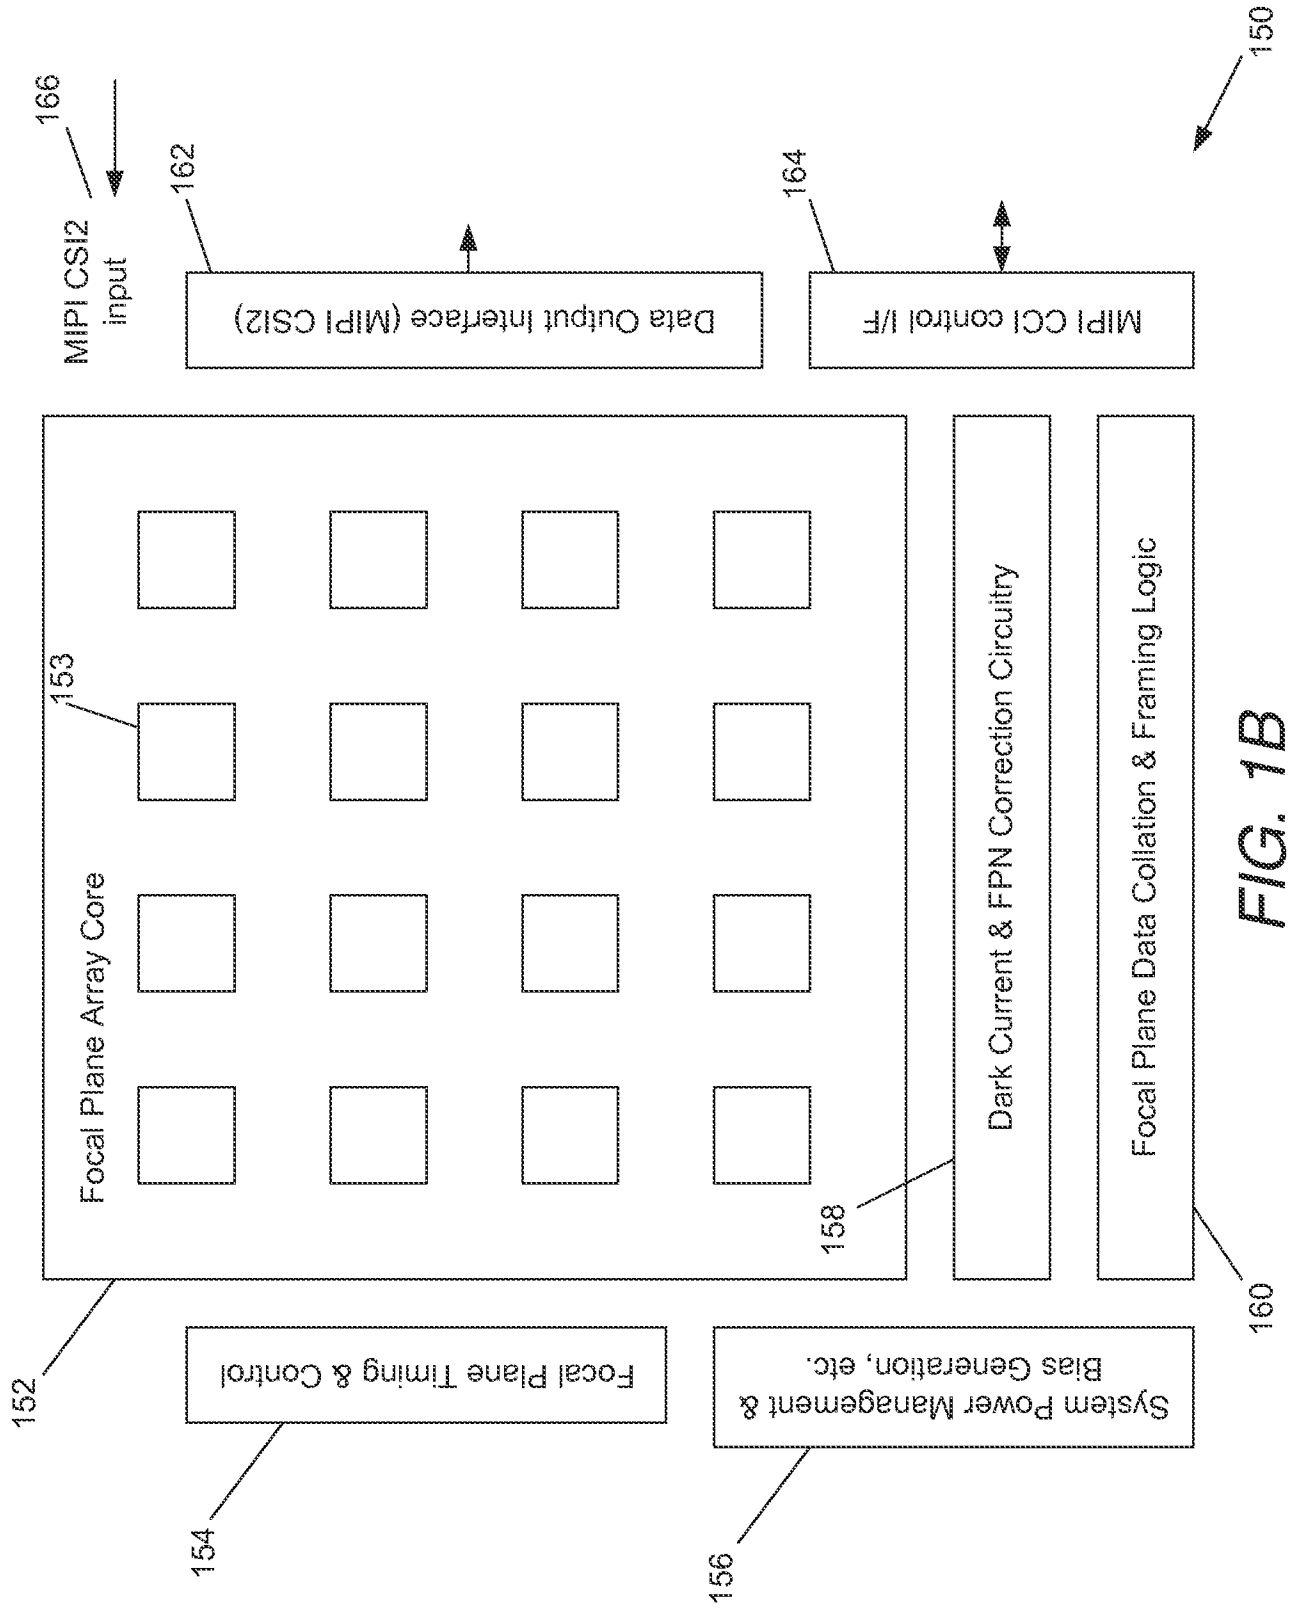 152
Focal Plane Array Core
153
MIPI CSI2
input
166
154
Focal Plane Timing & Control
Data Output Interface (MIPI CSI2)
162
156
System Power Management &
Bias Generation, etc.
MIPI CCI control I/F
164
158
Dark Current & FPN Correction Circuitry
Focal Plane Data Collation & Framing Logic
160
150
FIG. 1B